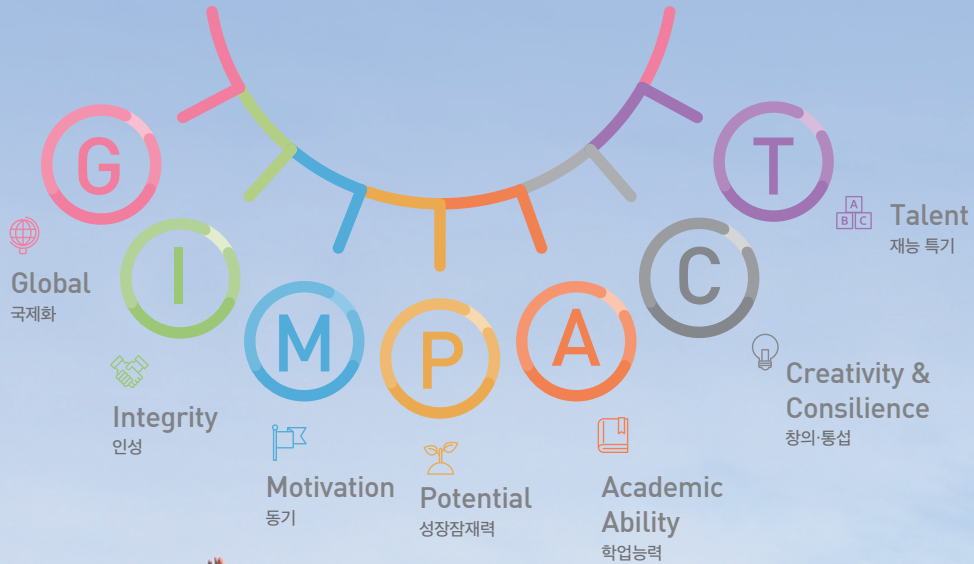 G
Global
국제화
I
Integrity
인성
M
Motivation
동기
P
Potential
성장잠재력
A
Academic
Ability
학업능력
C
Creativity &
Consilience
창의·통섭
T
A
B C
Talent
재능 특기